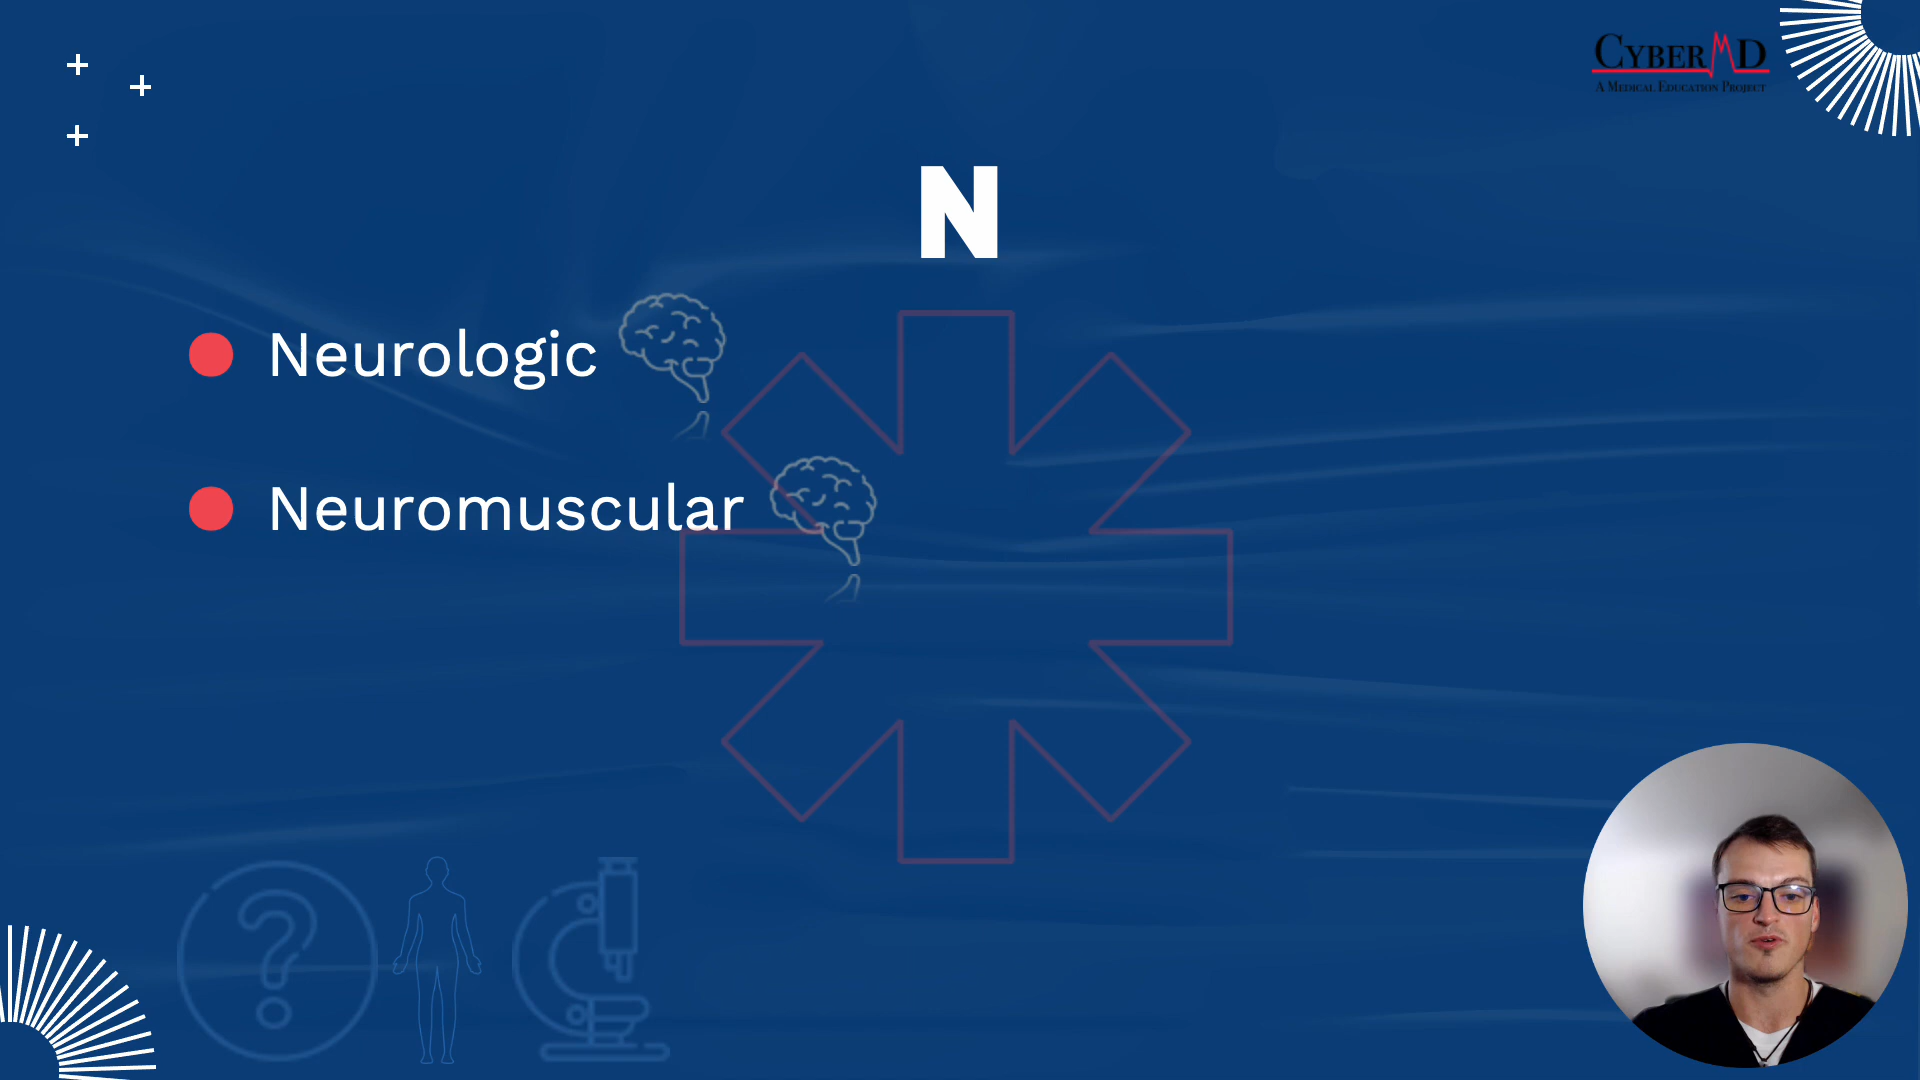 CYBERMD
A MEDICAL EDUCATION PROJECT
N
Neurologic
Neuromuscular
?